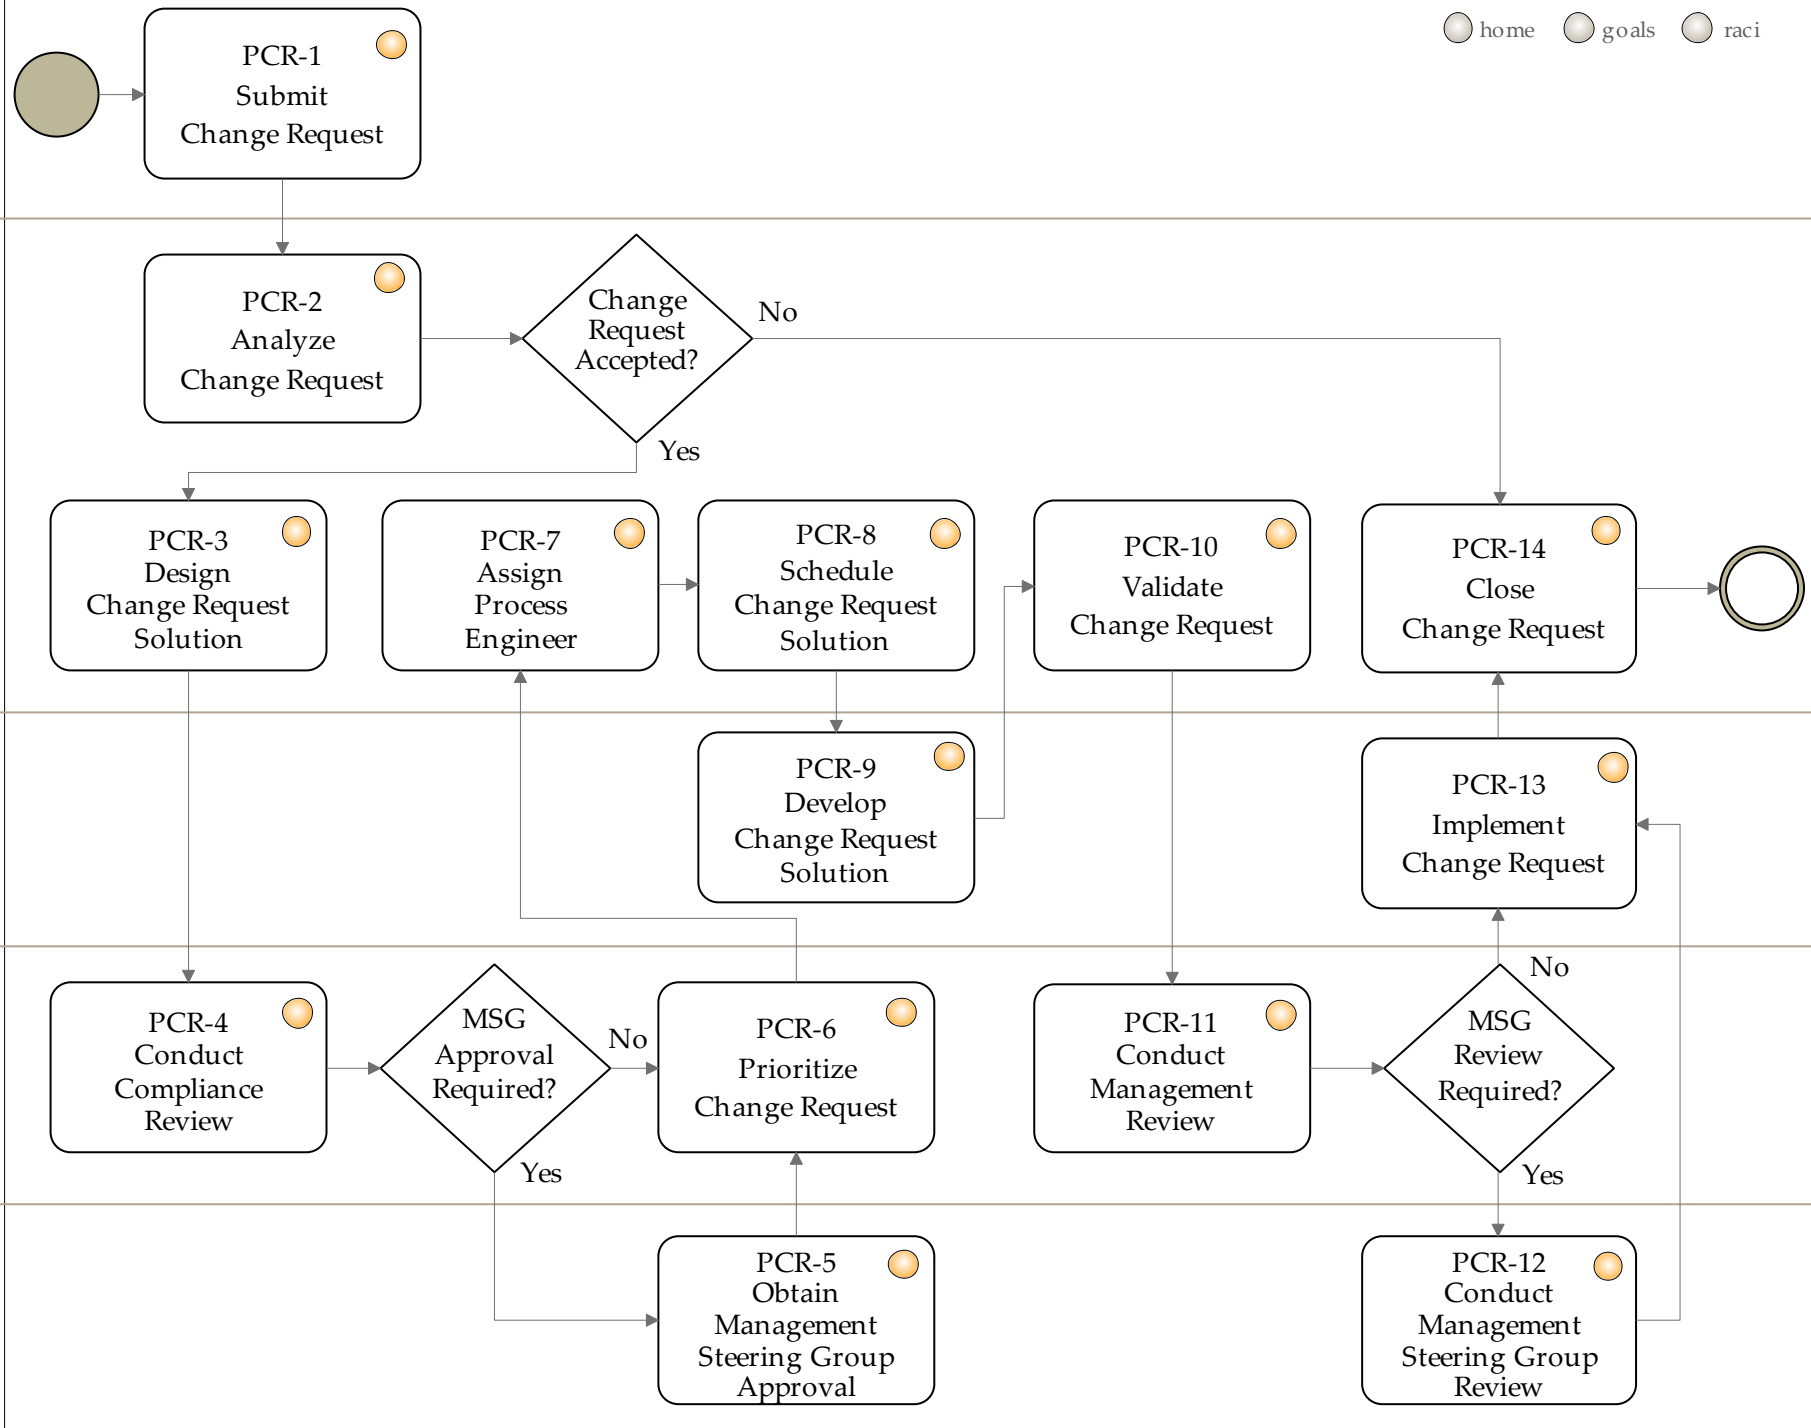 home goals raci
PCR-1
Submit
Change Request
PCR-2
Analyze
Change Request
Change
Request
Accepted?
No
Yes
PCR-3
Design
Change Request
Solution
PCR-7
Assign
Process
Engineer
PCR-8
Schedule
Change Request
Solution
PCR-10
Validate
Change Request
PCR-14
Close
Change Request
PCR-9
Develop
Change Request
Solution
PCR-13
Implement
Change Request
PCR-4
Conduct
Compliance
Review
MSG
Approval
Required?
No
Yes
PCR-6
Prioritize
Change Request
PCR-11
Conduct
Management
Review
MSG
Review
Required?
No
Yes
PCR-5
Obtain
Management
Steering Group
Approval
PCR-12
Conduct
Management
Steering Group
Review